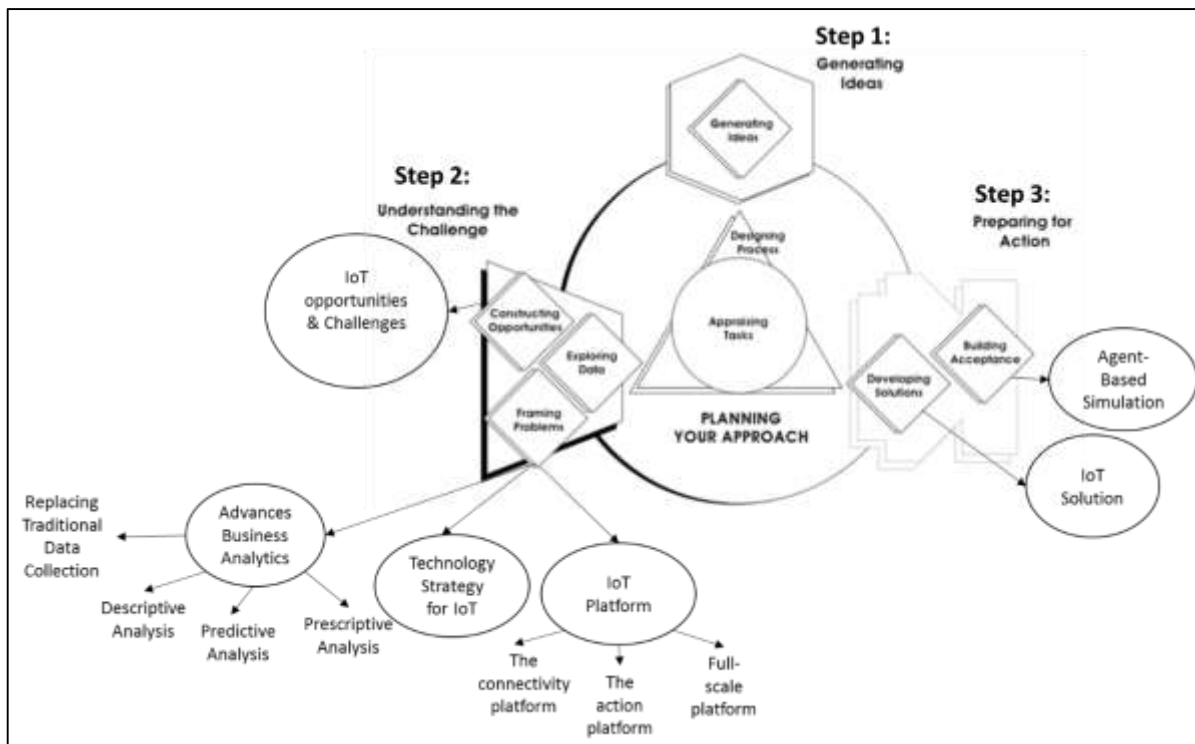 Step 1:
Generating
Ideas
Generating
Ideas
Step 2:
Understanding the
Challenge
Step 3:
Preparing for
Action
IoT
opportunities
& Challenges
Constructing
Opportunities
Exploring
Data
Framing
Problems
Designing
Process
Appraising
Tasks
PLANNING
YOUR APPROACH
Building
Acceptance
Developing
Solutions
Agent-
Based
Simulation
IoT
Solution
Replacing
Traditional
Data
Collection
Advances
Business
Analytics
Descriptive
Analysis
Predictive
Analysis
Prescriptive
Analysis
Technology
Strategy
for IoT
IoT
Platform
The
connectivity
platform
The
action
platform
Full-
scale
platform